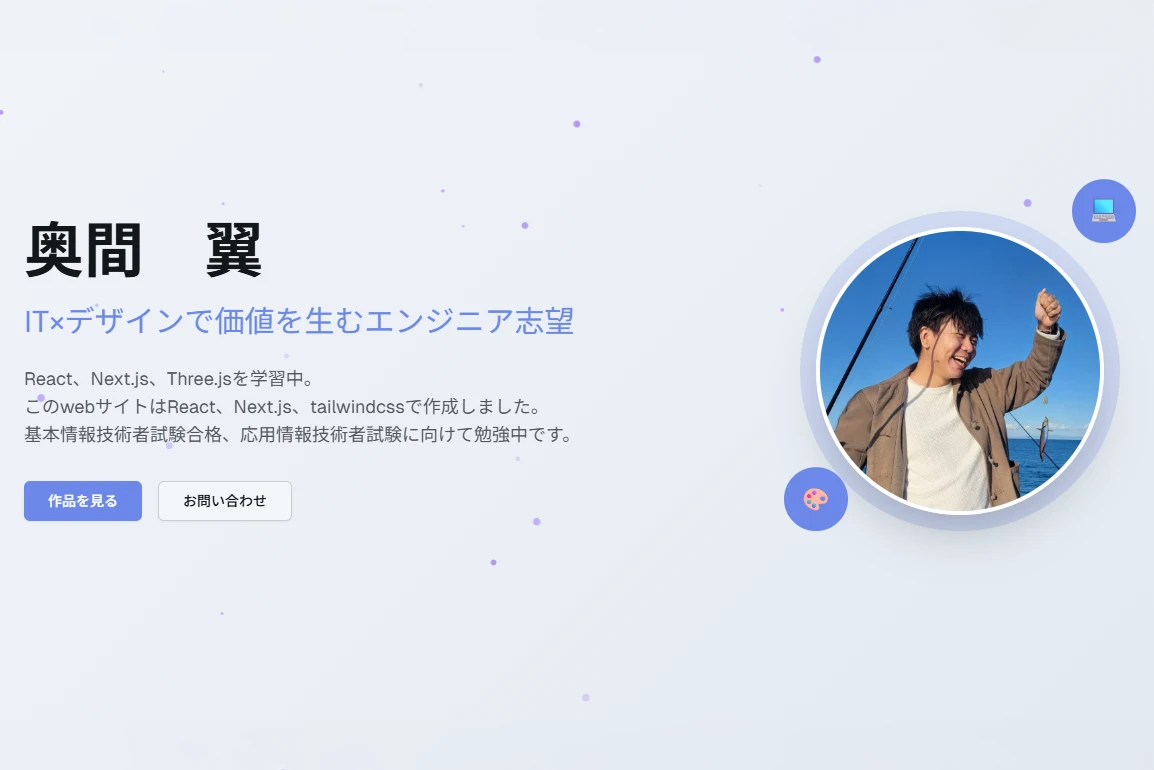 奥間　翼
IT×デザインで価値を生むエンジニア志望
React、Next.js、Three.jsを学習中。
このwebサイトはReact、Next.js、tailwindcssで作成しました。
基本情報技術者試験合格、応用情報技術者試験に向けて勉強中です。
作品を見る
お問い合わせ